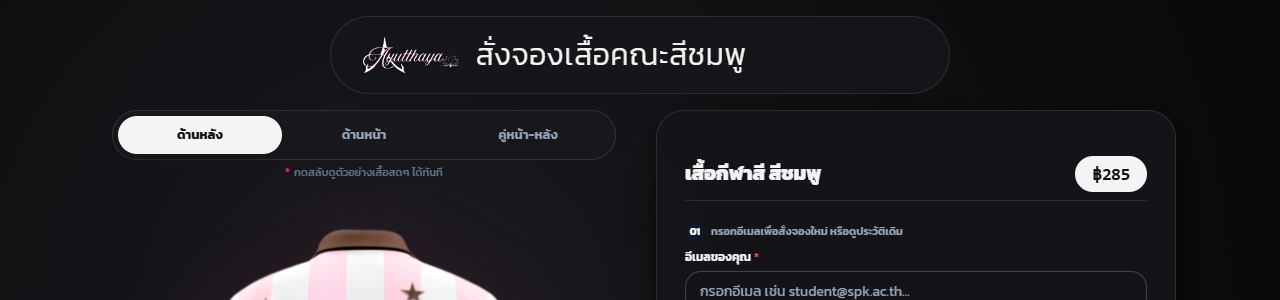 Ayutthaya สั่งจองเสื้อคณะสีชมพู
ด้านหลัง ด้านหน้า คู่หน้า-หลัง
* กดสลับดูตัวอย่างเสื้อสดๆ ได้ทันที
เสื้อกีฬาสี สีชมพู ฿285
01 กรอกอีเมลเพื่อสั่งจองใหม่ หรือดูประวัติเดิม
อีเมลของคุณ *
กรอกอีเมล เช่น student@spk.ac.th...